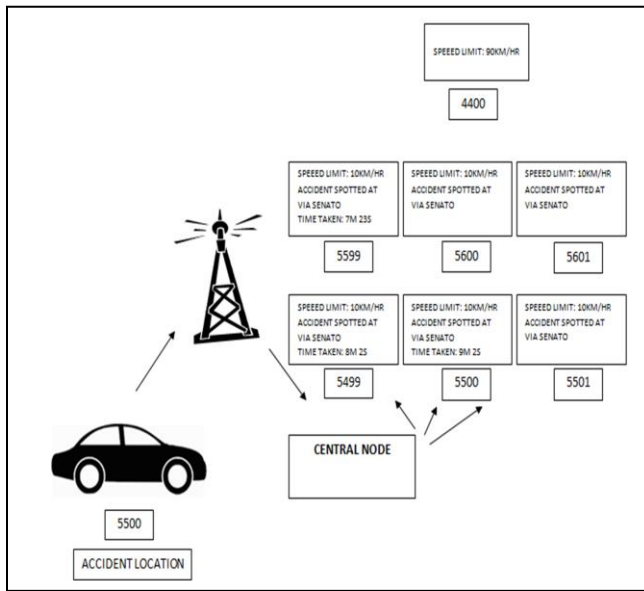 SPEEED LIMIT: 90KM/HR
4400
SPEEED LIMIT: 10KM/HR
ACCIDENT SPOTTED AT
VIA SENATO
TIME TAKEN: 7M 23S
5599
SPEEED LIMIT: 10KM/HR
ACCIDENT SPOTTED AT
VIA SENATO
5600
SPEEED LIMIT: 10KM/HR
ACCIDENT SPOTTED AT
VIA SENATO
5601
SPEEED LIMIT: 10KM/HR
ACCIDENT SPOTTED AT
VIA SENATO
TIME TAKEN: 8M 2S
5499
SPEEED LIMIT: 10KM/HR
ACCIDENT SPOTTED AT
VIA SENATO
TIME TAKEN: 9M 2S
5500
SPEEED LIMIT: 10KM/HR
ACCIDENT SPOTTED AT
VIA SENATO
5501
CENTRAL NODE
5500
ACCIDENT LOCATION